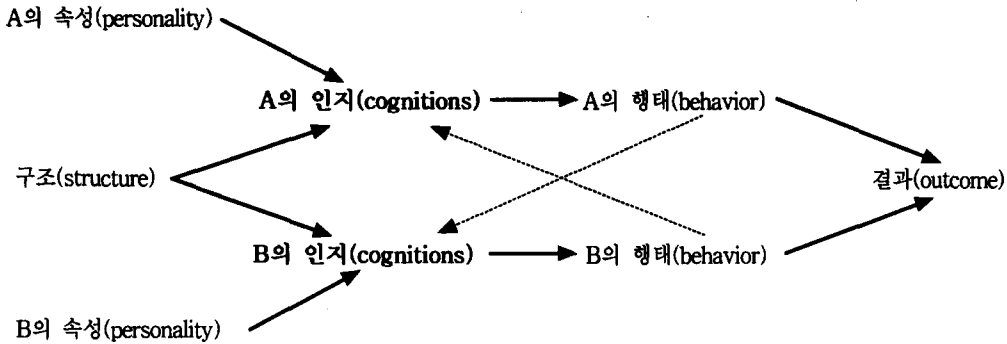 A의 속성(personality)
A의 인지(cognitions)
A의 행태(behavior)
구조(structure)
결과(outcome)
B의 인지(cognitions)
B의 행태(behavior)
B의 속성(personality)